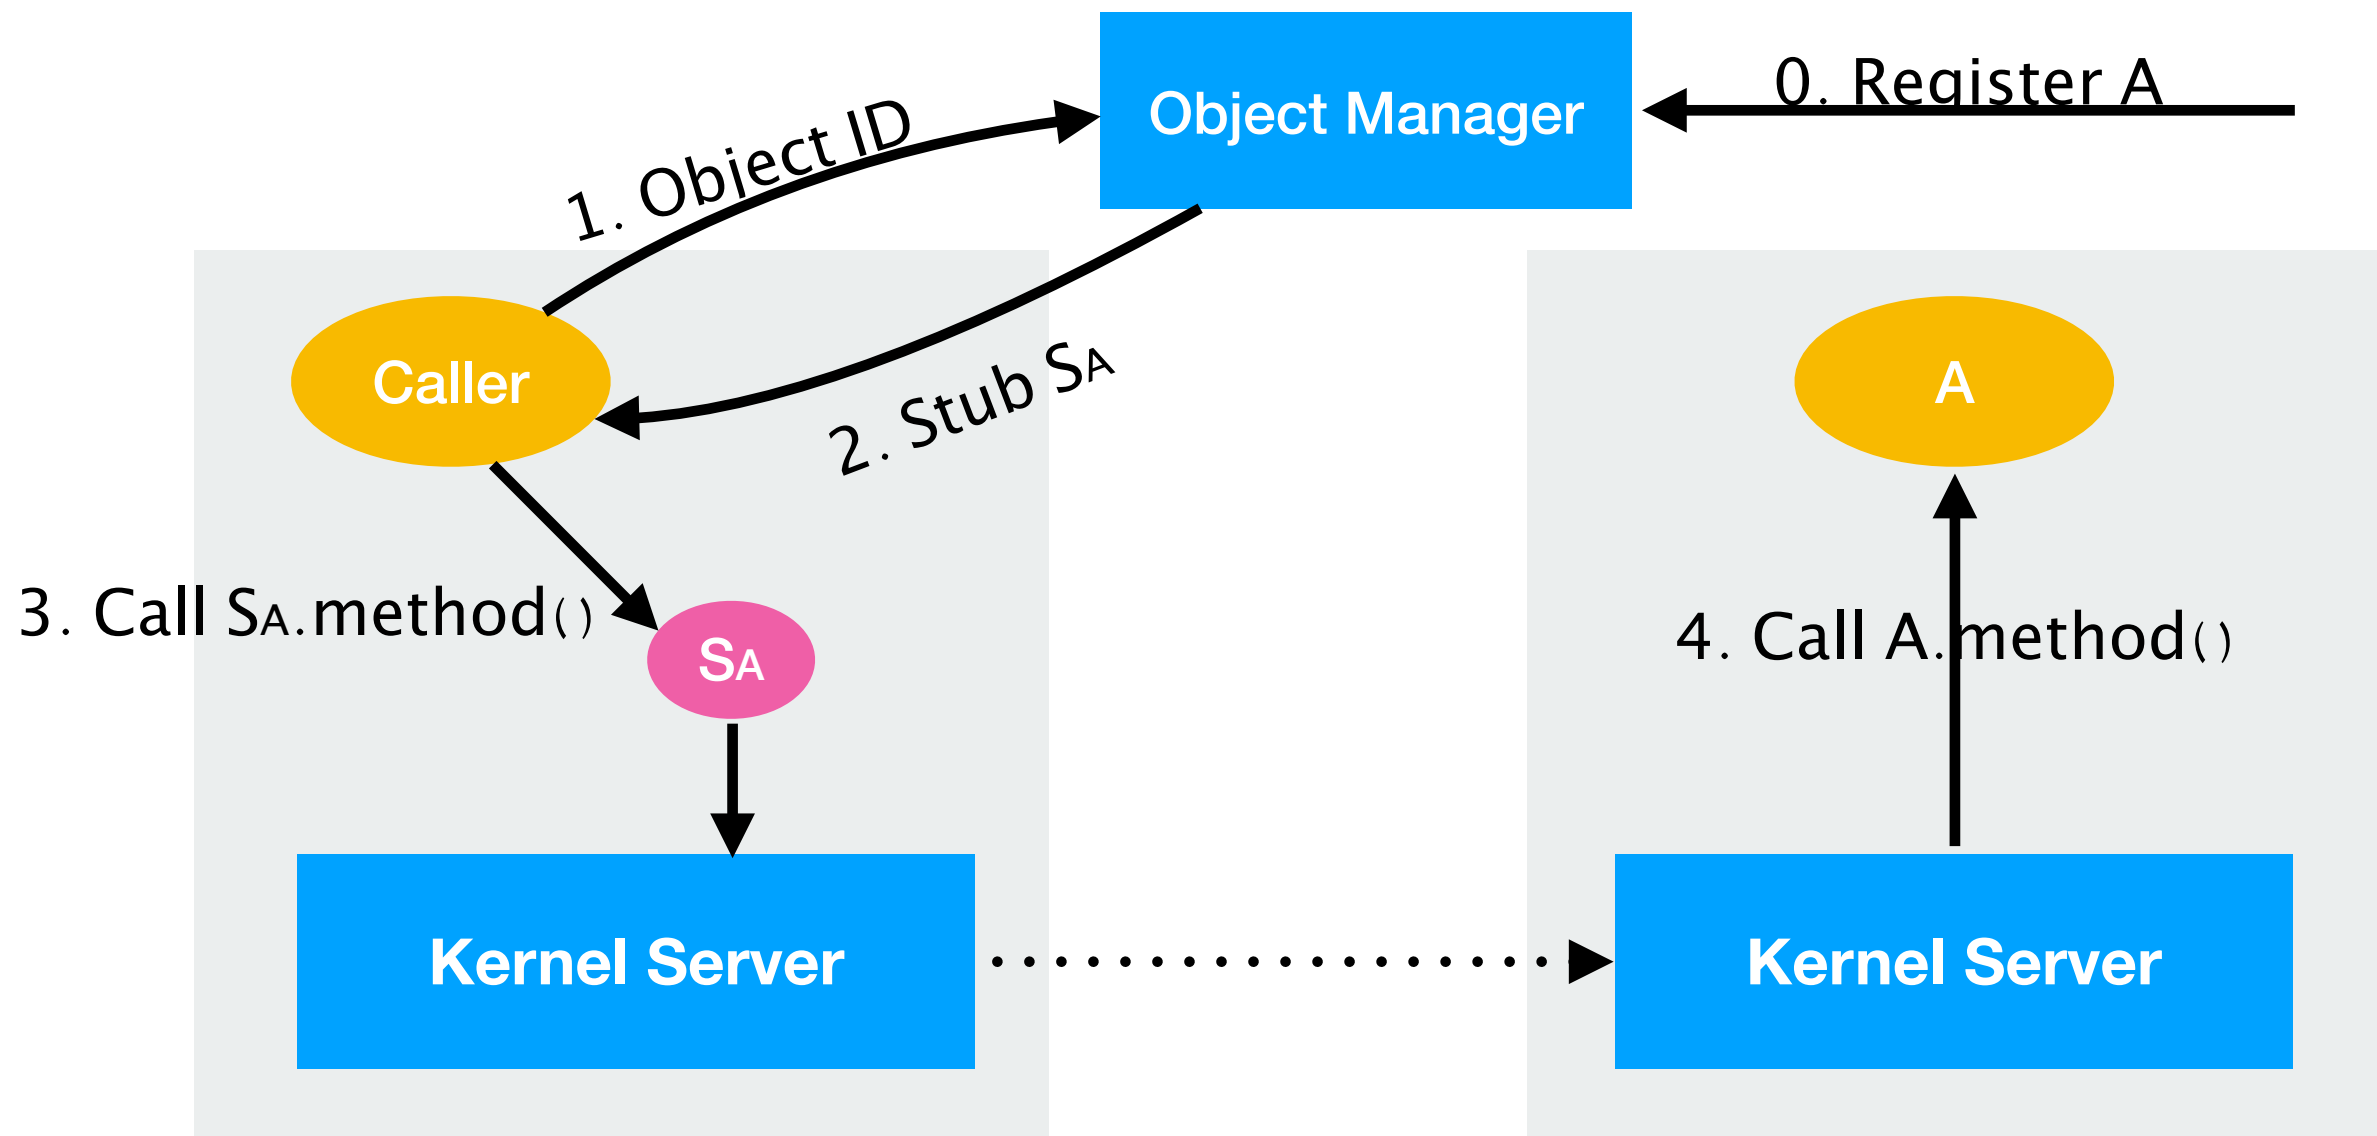 0. Register A
Object Manager
1. Object ID
2. Stub SA
Caller
A
3. Call SA.method()
SA
4. Call A.method()
Kernel Server
Kernel Server